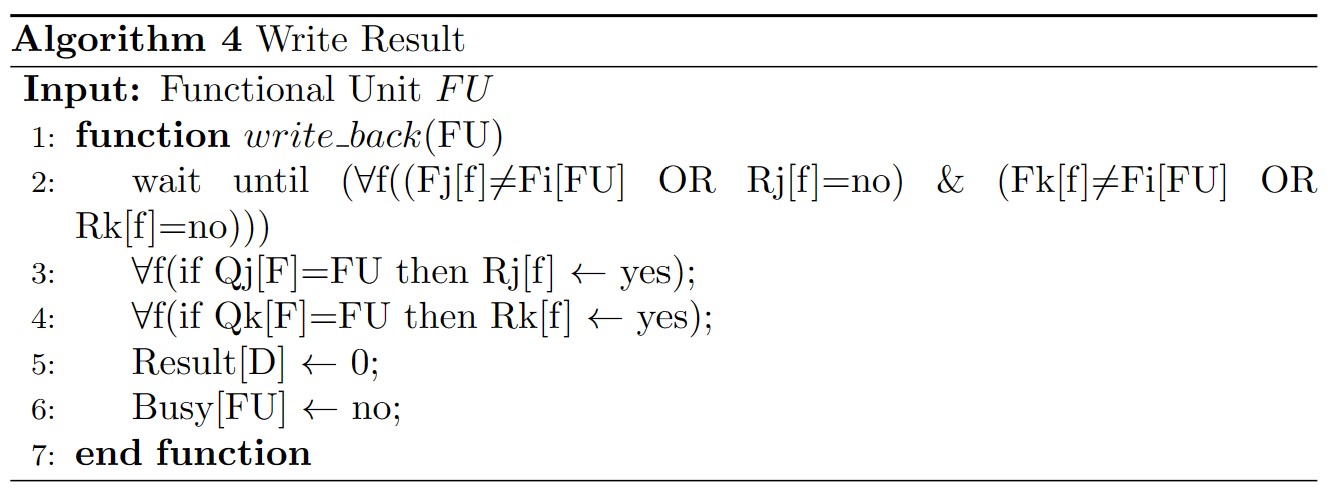 Algorithm 4 Write Result
Input: Functional Unit FU
1: function write_back(FU)
2: wait until (∀f((Fj[f]≠Fi[FU] OR Rj[f]=no) & (Fk[f]≠Fi[FU] OR
Rk[f]=no)))
3: ∀f(if Qj[F]=FU then Rj[f] ← yes);
4: ∀f(if Qk[F]=FU then Rk[f] ← yes);
5: Result[D] ← 0;
6: Busy[FU] ← no;
7: end function